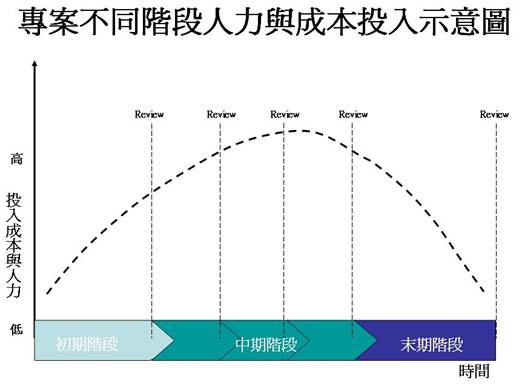 專案不同階段人力與成本投入示意圖
Review Review Review Review Review
高
投入成本與人力
低
初期階段 中期階段 末期階段
時間